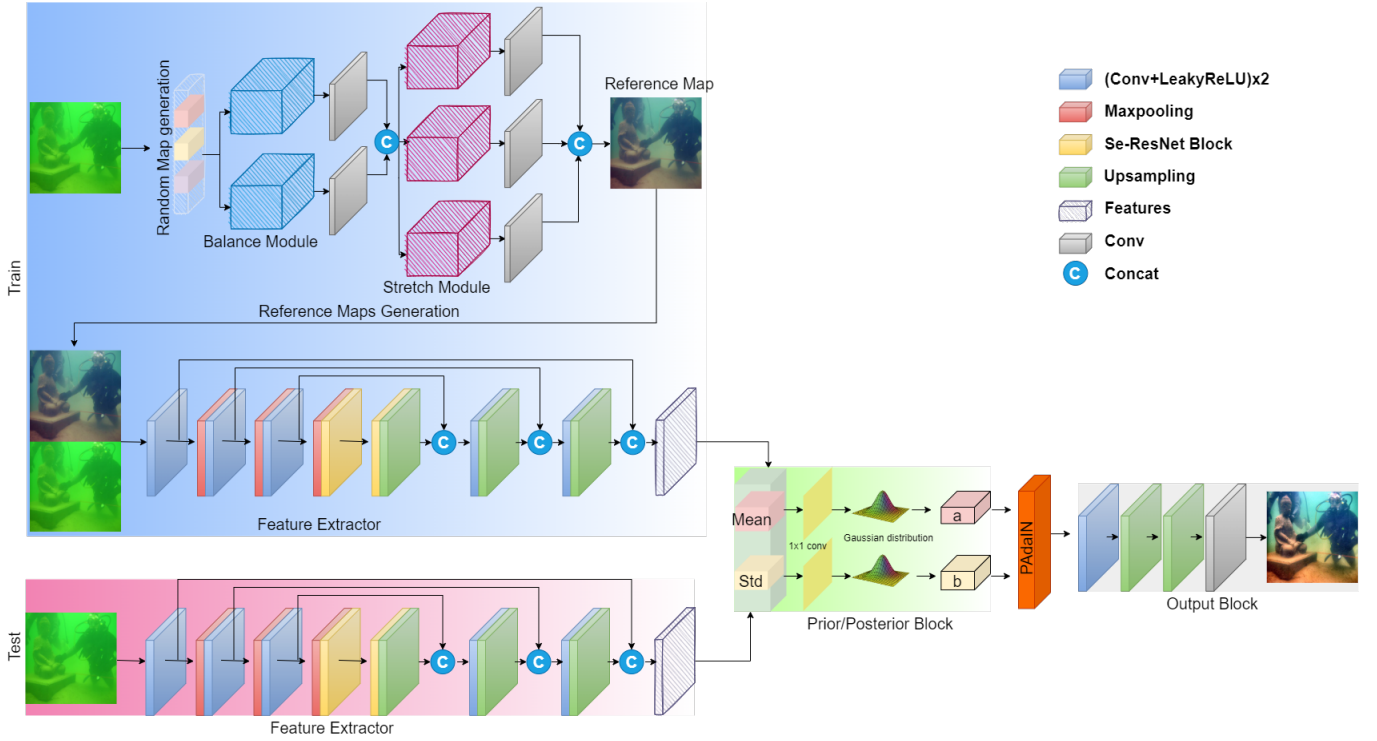 Train
Random Map generation
Balance Module
C
Stretch Module
C
Reference Map
Reference Maps Generation
(Conv+LeakyReLU)x2
Maxpooling
Se-ResNet Block
Upsampling
Features
Conv
C Concat
C
C
C
Feature Extractor
Mean
Std
1x1 conv
Gaussian distribution
a
b
Prior/Posterior Block
PAdaIN
Output Block
Test
C
C
C
Feature Extractor